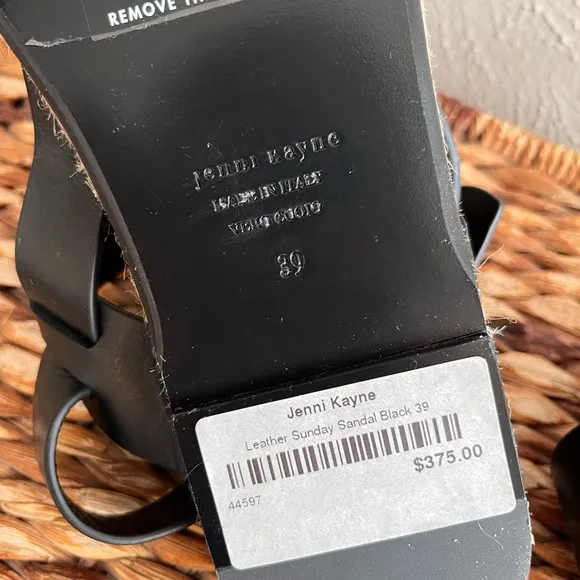 REMOVE
jenni kayne
MADE IN ITALY
VERO CUOIO
39
Jenni Kayne
Leather Sunday Sandal Black 39
$375.00
44597